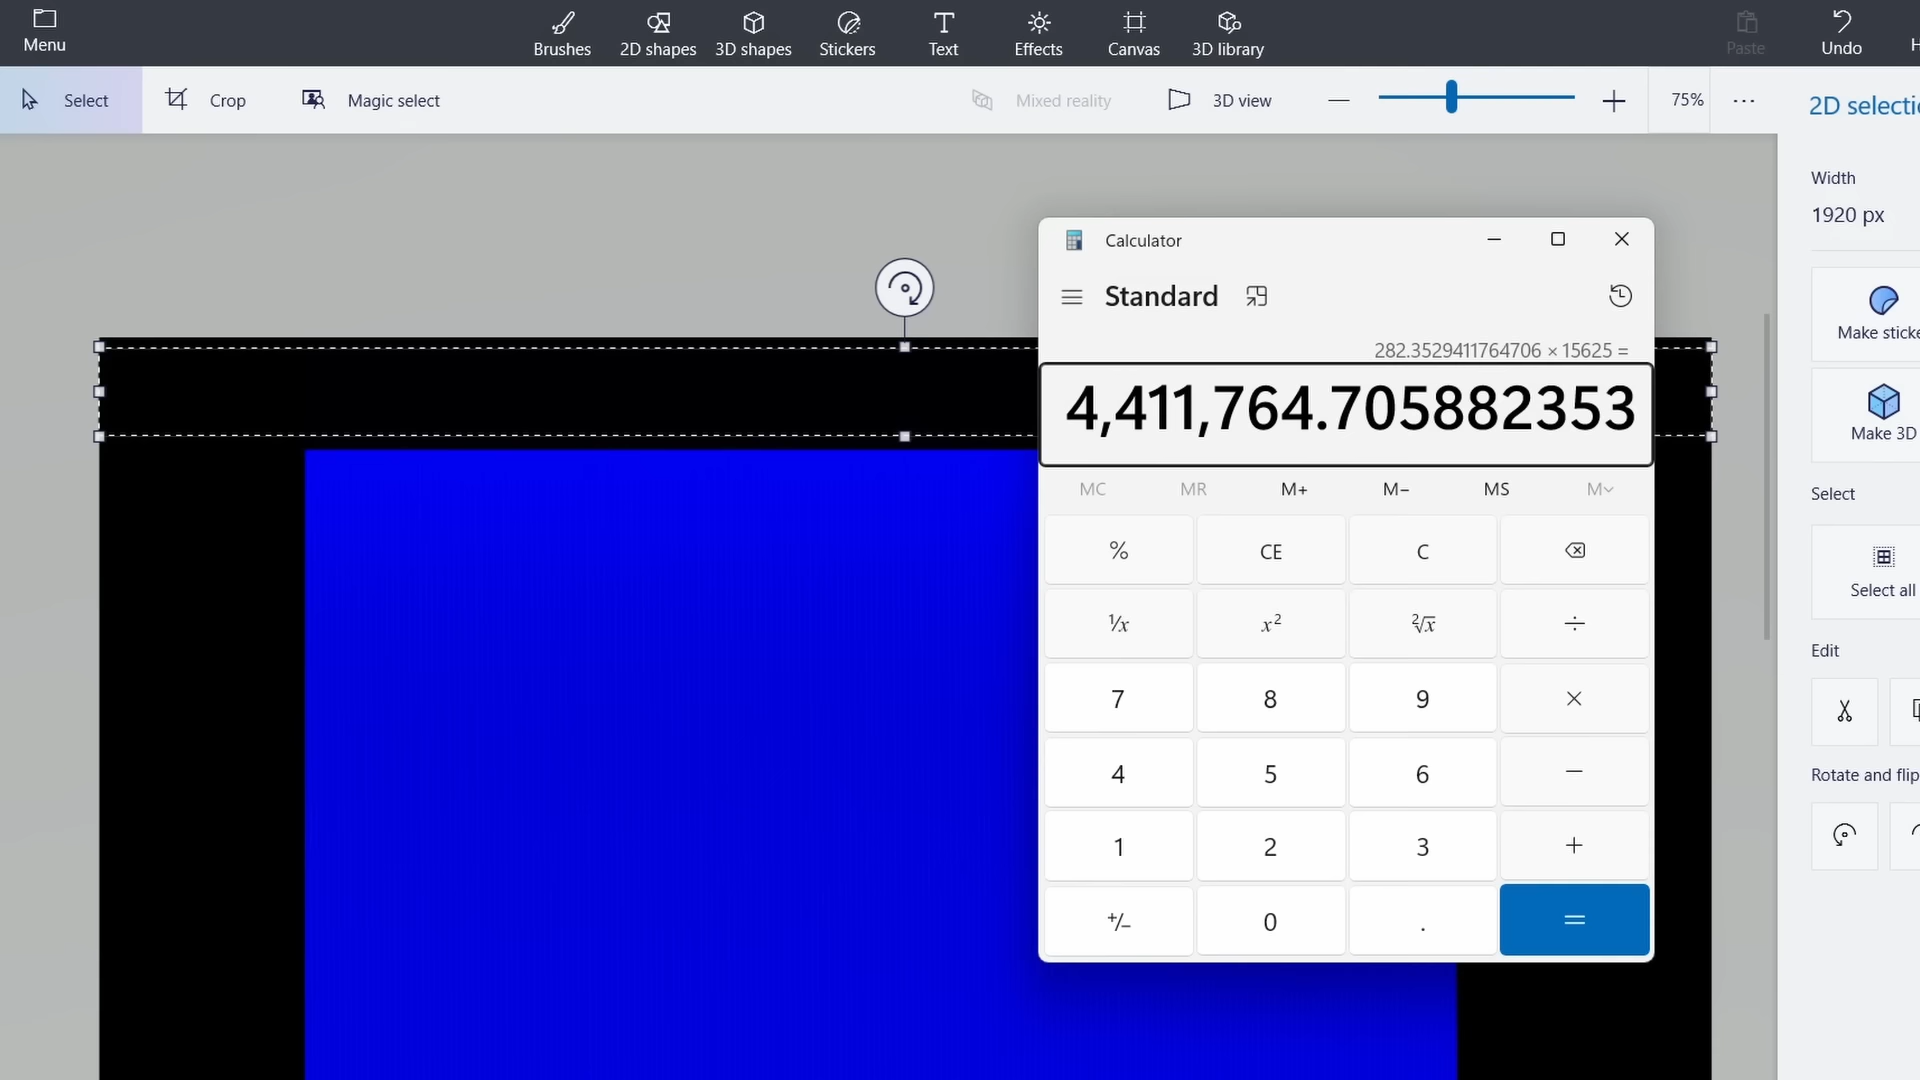 Menu
Brushes
2D shapes
3D shapes
Stickers
Text
Effects
Canvas
3D library
Paste
Undo
H
Select
Crop
Magic select
Mixed reality
3D view
75%
2D selectio
Width
1920 px
Make sticke
Make 3D
Select
Select all
Edit
Rotate and flip
Calculator
Standard
282.3529411764706 × 15625 =
4,411,764.705882353
MC MR M+ M− MS M
% CE C
¹⁄x x² ²√x ÷
7 8 9 ×
4 5 6 −
1 2 3 +
+/− 0 . =